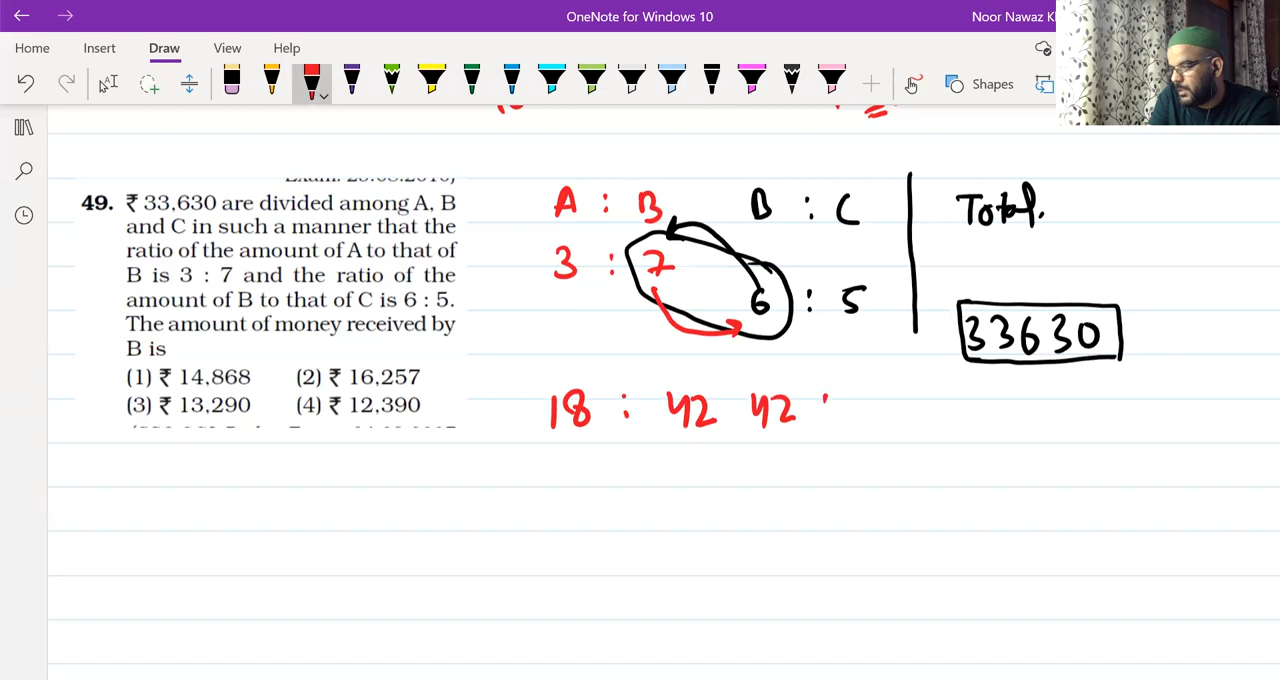 OneNote for Windows 10
Noor Nawaz K
Home Insert Draw View Help
Shapes
49. ₹ 33,630 are divided among A, B
and C in such a manner that the
ratio of the amount of A to that of
B is 3 : 7 and the ratio of the
amount of B to that of C is 6 : 5.
The amount of money received by
B is
(1) ₹ 14,868 (2) ₹ 16,257
(3) ₹ 13,290 (4) ₹ 12,390
A : B B : C
3 : 7
6 : 5
18 : 42 42
Total.
33630